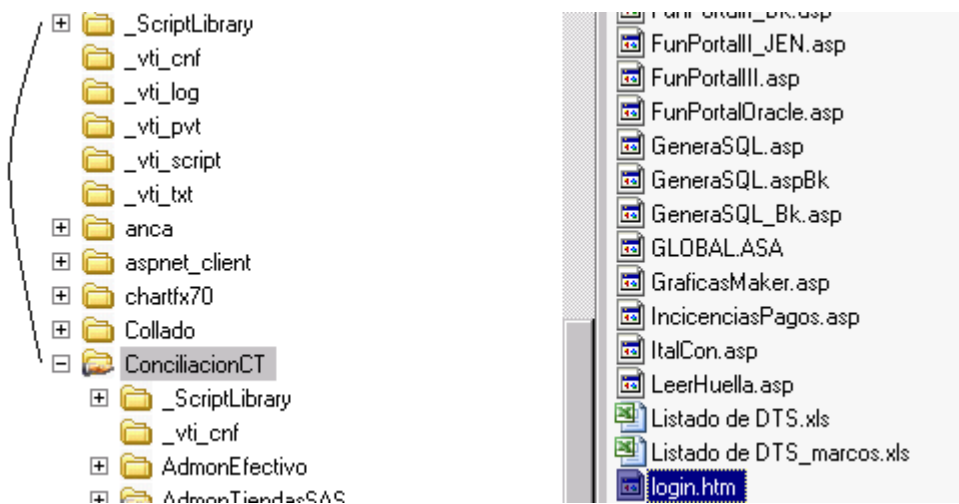 _ScriptLibrary
_vti_cnf
_vti_log
_vti_pvt
_vti_script
_vti_txt
anca
aspnet_client
chartfx70
Collado
ConciliacionCT
_ScriptLibrary
_vti_cnf
AdmonEfectivo
AdmonTiendasSAS
FunPortalII_JEN.asp
FunPortalIII.asp
FunPortalOracle.asp
GeneraSQL.asp
GeneraSQL.aspBk
GeneraSQL_Bk.asp
GLOBAL.ASA
GraficasMaker.asp
IncicenciasPagos.asp
ItalCon.asp
LeerHuella.asp
Listado de DTS.xls
Listado de DTS_marcos.xls
login.htm